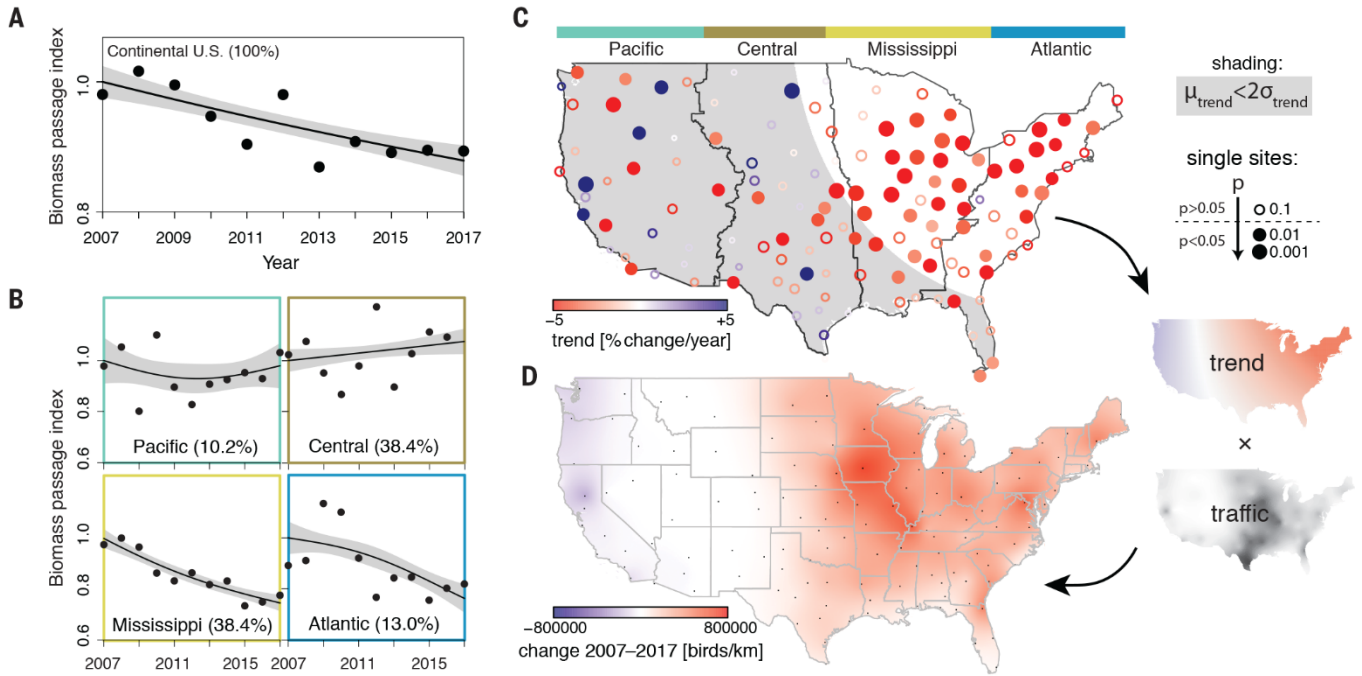 A
Continental U.S. (100%)
Biomass passage index
1.0
0.8
2007 2009 2011 2013 2015 2017
Year
B
Biomass passage index
1.0
0.8
0.6
Pacific (10.2%)
Central (38.4%)
1.0
0.8
0.6
Mississippi (38.4%)
Atlantic (13.0%)
2007 2011 2015 2007 2011 2015
C
Pacific Central Mississippi Atlantic
−5 +5
trend [% change/year]
shading:
μtrend<2σtrend
single sites:
p
p>0.05
0.1
p<0.05
0.01
0.001
trend
×
traffic
D
−800000 800000
change 2007–2017 [birds/km]